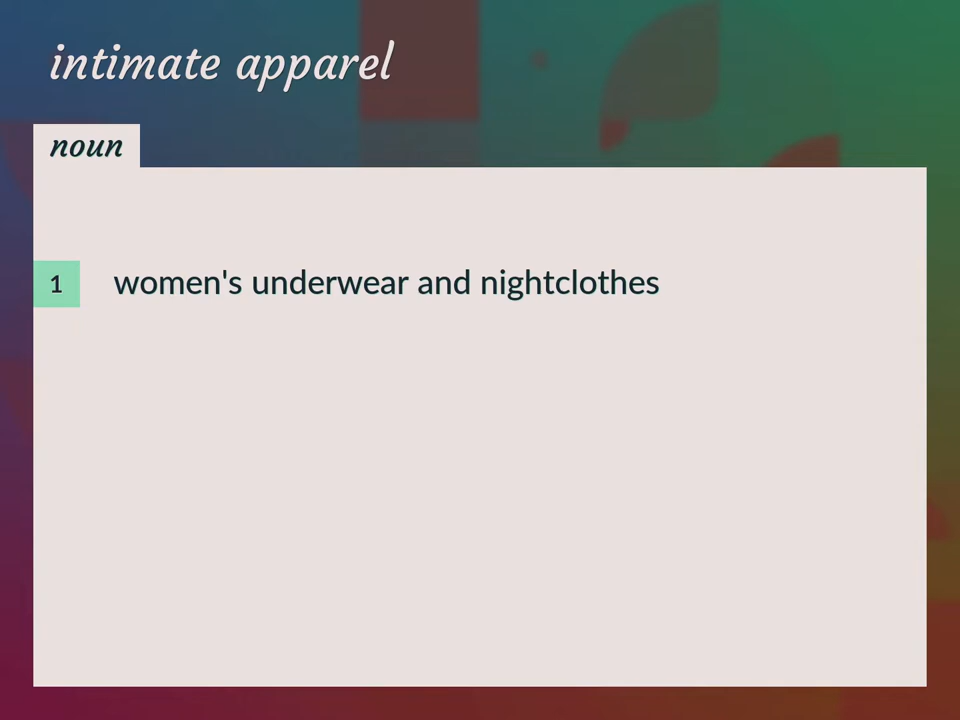 intimate apparel
noun
1 women's underwear and nightclothes